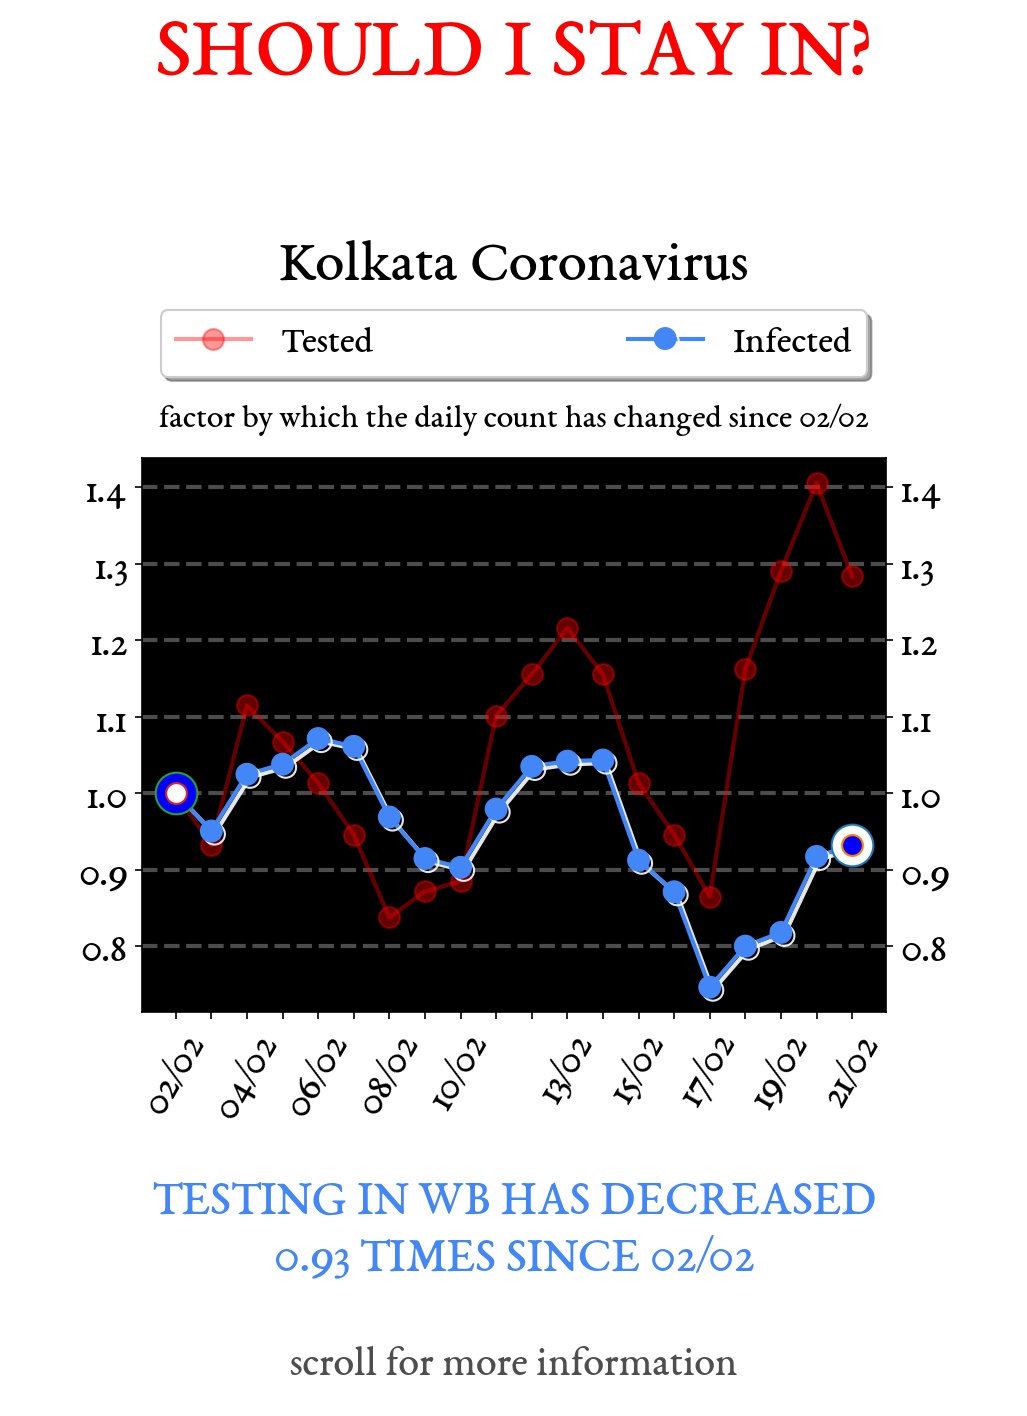 SHOULD I STAY IN?
Kolkata Coronavirus
Tested Infected
factor by which the daily count has changed since 02/02
1.4 1.4
1.3 1.3
1.2 1.2
1.1 1.1
1.0 1.0
0.9 0.9
0.8 0.8
02/02 04/02 06/02 08/02 10/02 13/02 15/02 17/02 19/02 21/02
TESTING IN WB HAS DECREASED
0.93 TIMES SINCE 02/02
scroll for more information